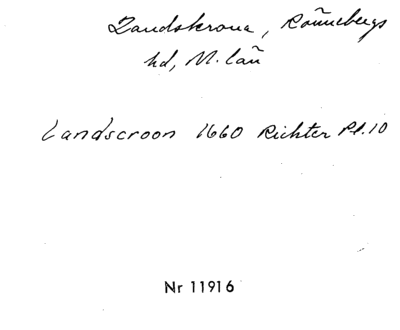 Landskrona, Rönnebergs
hd, M. län
Landscroon 1660 Richter Pl.10
Nr 11916